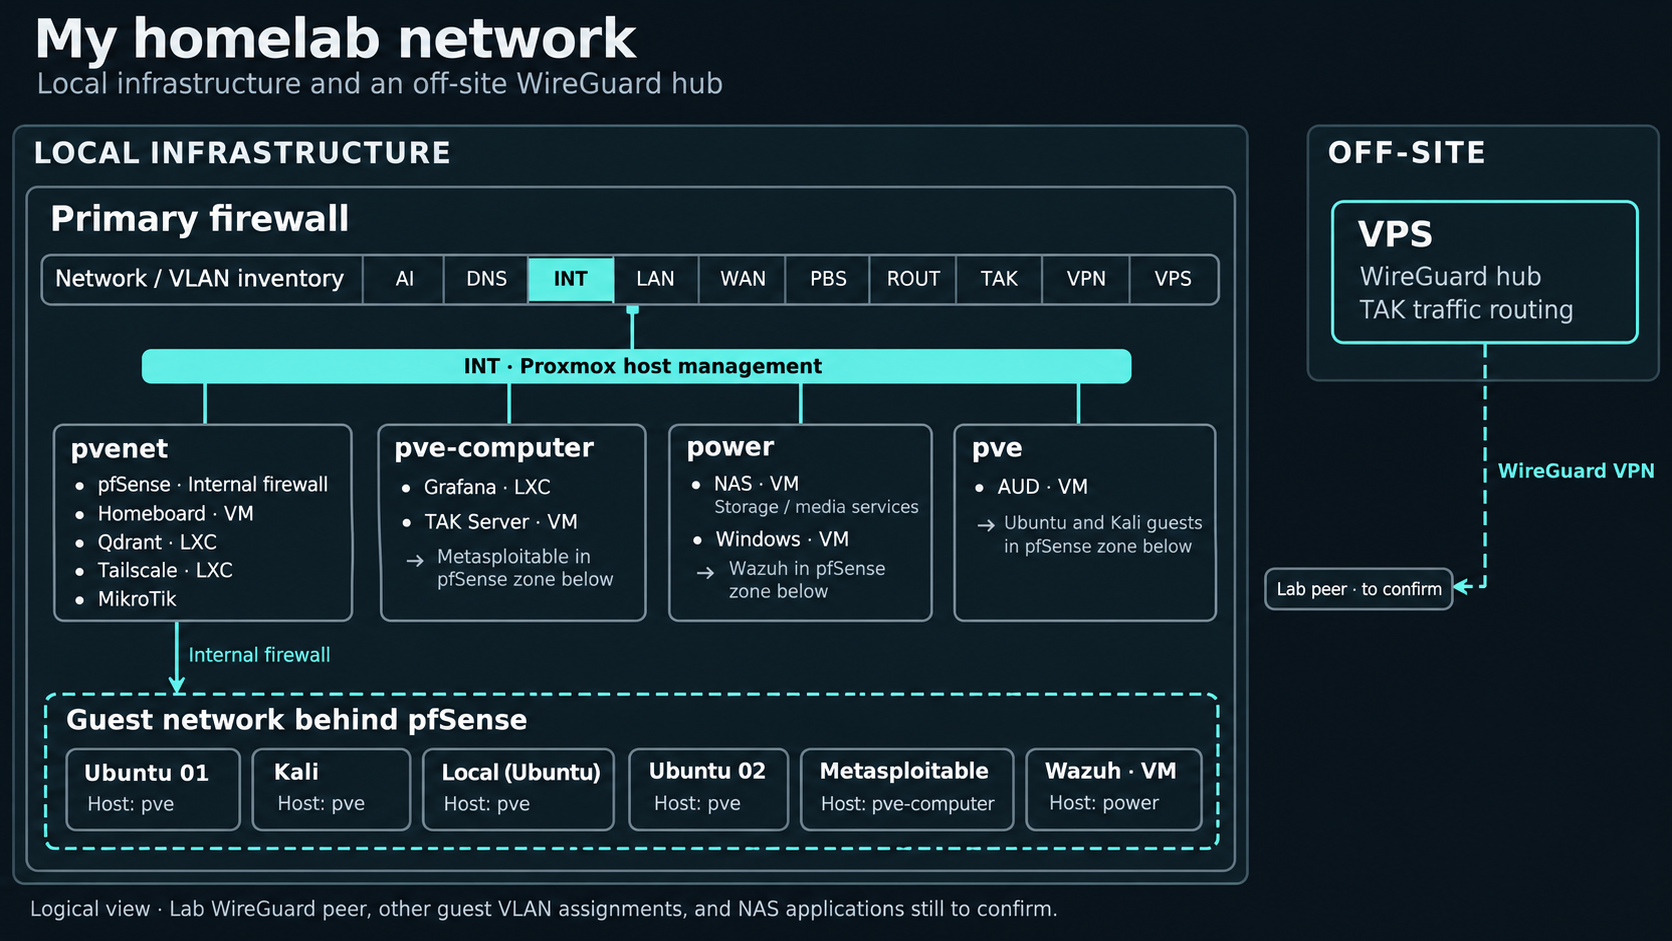 My homelab network
Local infrastructure and an off-site WireGuard hub
LOCAL INFRASTRUCTURE
Primary firewall
Network / VLAN inventory AI DNS INT LAN WAN PBS ROUT TAK VPN VPS
INT · Proxmox host management
pvenet
• pfSense · Internal firewall
• Homeboard · VM
• Qdrant · LXC
• Tailscale · LXC
• MikroTik
pve-computer
• Grafana · LXC
• TAK Server · VM
→ Metasploitable in
pfSense zone below
power
• NAS · VM
Storage / media services
• Windows · VM
→ Wazuh in pfSense
zone below
pve
• AUD · VM
→ Ubuntu and Kali guests
in pfSense zone below
Internal firewall
Guest network behind pfSense
Ubuntu 01
Host: pve
Kali
Host: pve
Local (Ubuntu)
Host: pve
Ubuntu 02
Host: pve
Metasploitable
Host: pve-computer
Wazuh · VM
Host: power
OFF-SITE
VPS
WireGuard hub
TAK traffic routing
WireGuard VPN
Lab peer · to confirm
Logical view · Lab WireGuard peer, other guest VLAN assignments, and NAS applications still to confirm.